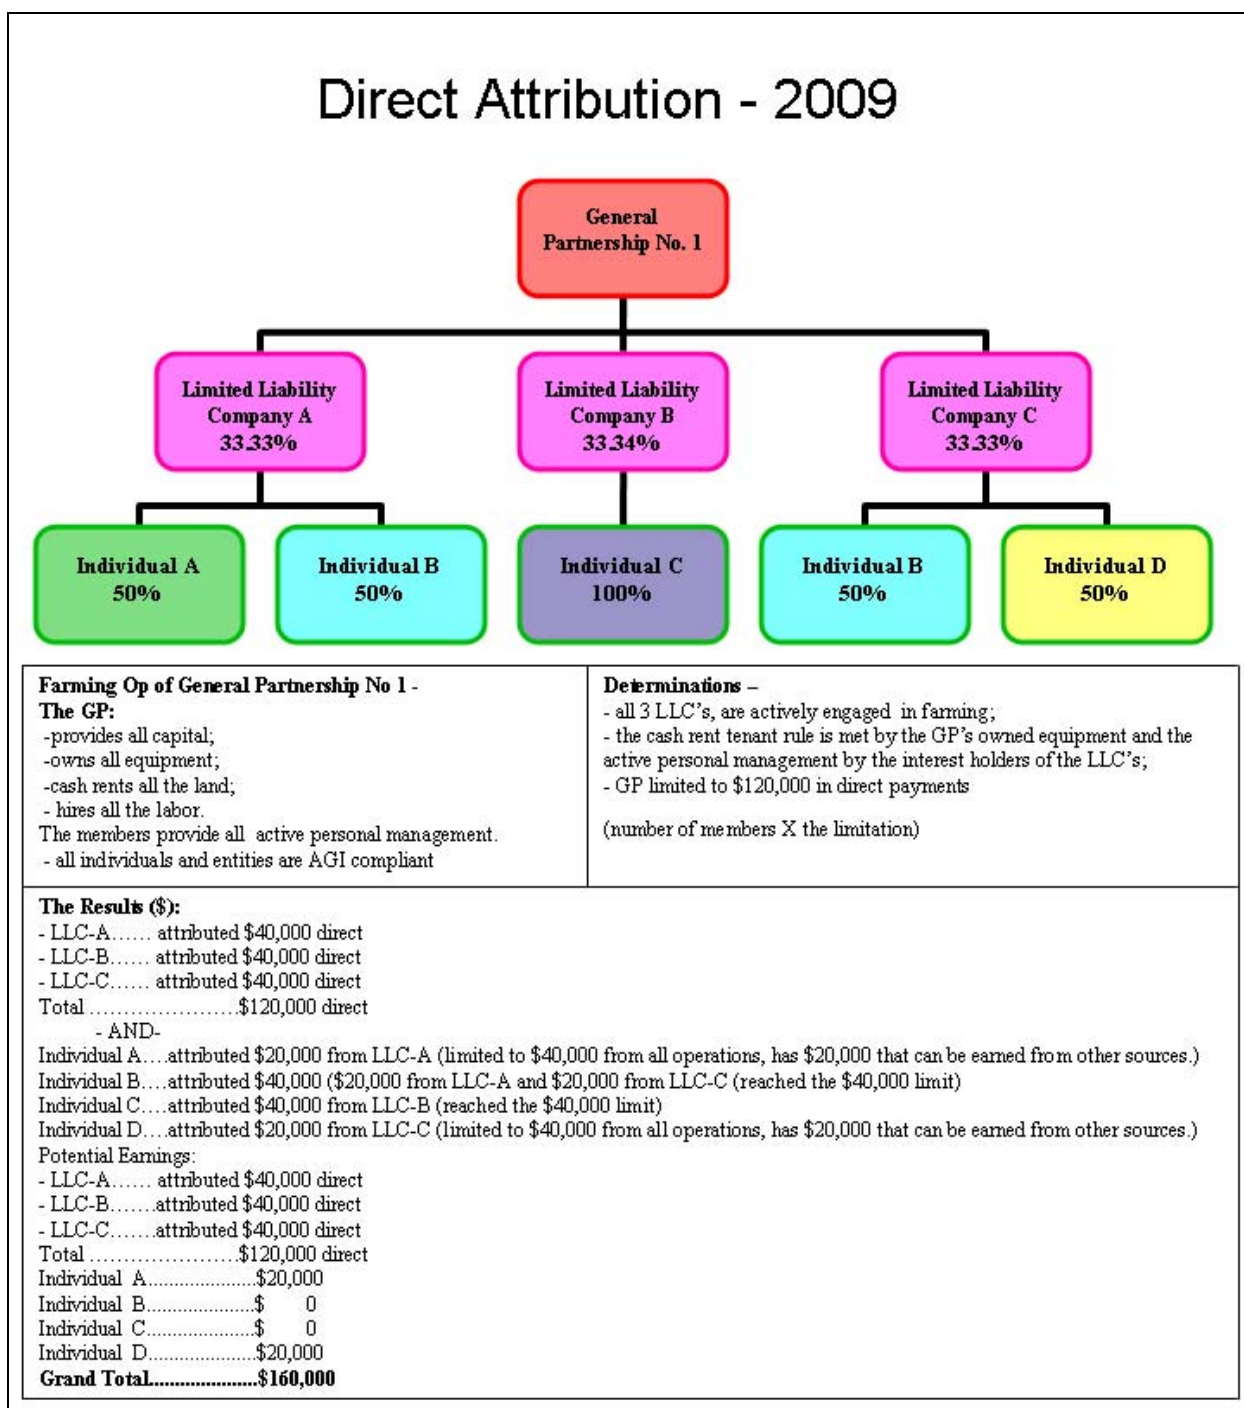 Direct Attribution - 2009
General
Partnership No. 1
Limited Liability
Company A
33.33%
Limited Liability
Company B
33.34%
Limited Liability
Company C
33.33%
Individual A
50%
Individual B
50%
Individual C
100%
Individual B
50%
Individual D
50%
Farming Op of General Partnership No 1 -
The GP:
-provides all capital;
-owns all equipment;
-cash rents all the land;
- hires all the labor.
The members provide all active personal management.
- all individuals and entities are AGI compliant
Determinations –
- all 3 LLC's, are actively engaged in farming;
- the cash rent tenant rule is met by the GP's owned equipment and the
active personal management by the interest holders of the LLC's;
- GP limited to $120,000 in direct payments
(number of members X the limitation)
The Results ($):
- LLC-A...... attributed $40,000 direct
- LLC-B...... attributed $40,000 direct
- LLC-C...... attributed $40,000 direct
Total ........................$120,000 direct
- AND-
Individual A....attributed $20,000 from LLC-A (limited to $40,000 from all operations, has $20,000 that can be earned from other sources.)
Individual B....attributed $40,000 ($20,000 from LLC-A and $20,000 from LLC-C (reached the $40,000 limit)
Individual C....attributed $40,000 from LLC-B (reached the $40,000 limit)
Individual D....attributed $20,000 from LLC-C (limited to $40,000 from all operations, has $20,000 that can be earned from other sources.)
Potential Earnings:
- LLC-A...... attributed $40,000 direct
- LLC-B.......attributed $40,000 direct
- LLC-C.......attributed $40,000 direct
Total ........................$120,000 direct
Individual A......................$20,000
Individual B......................$ 0
Individual C......................$ 0
Individual D......................$20,000
Grand Total......................$160,000